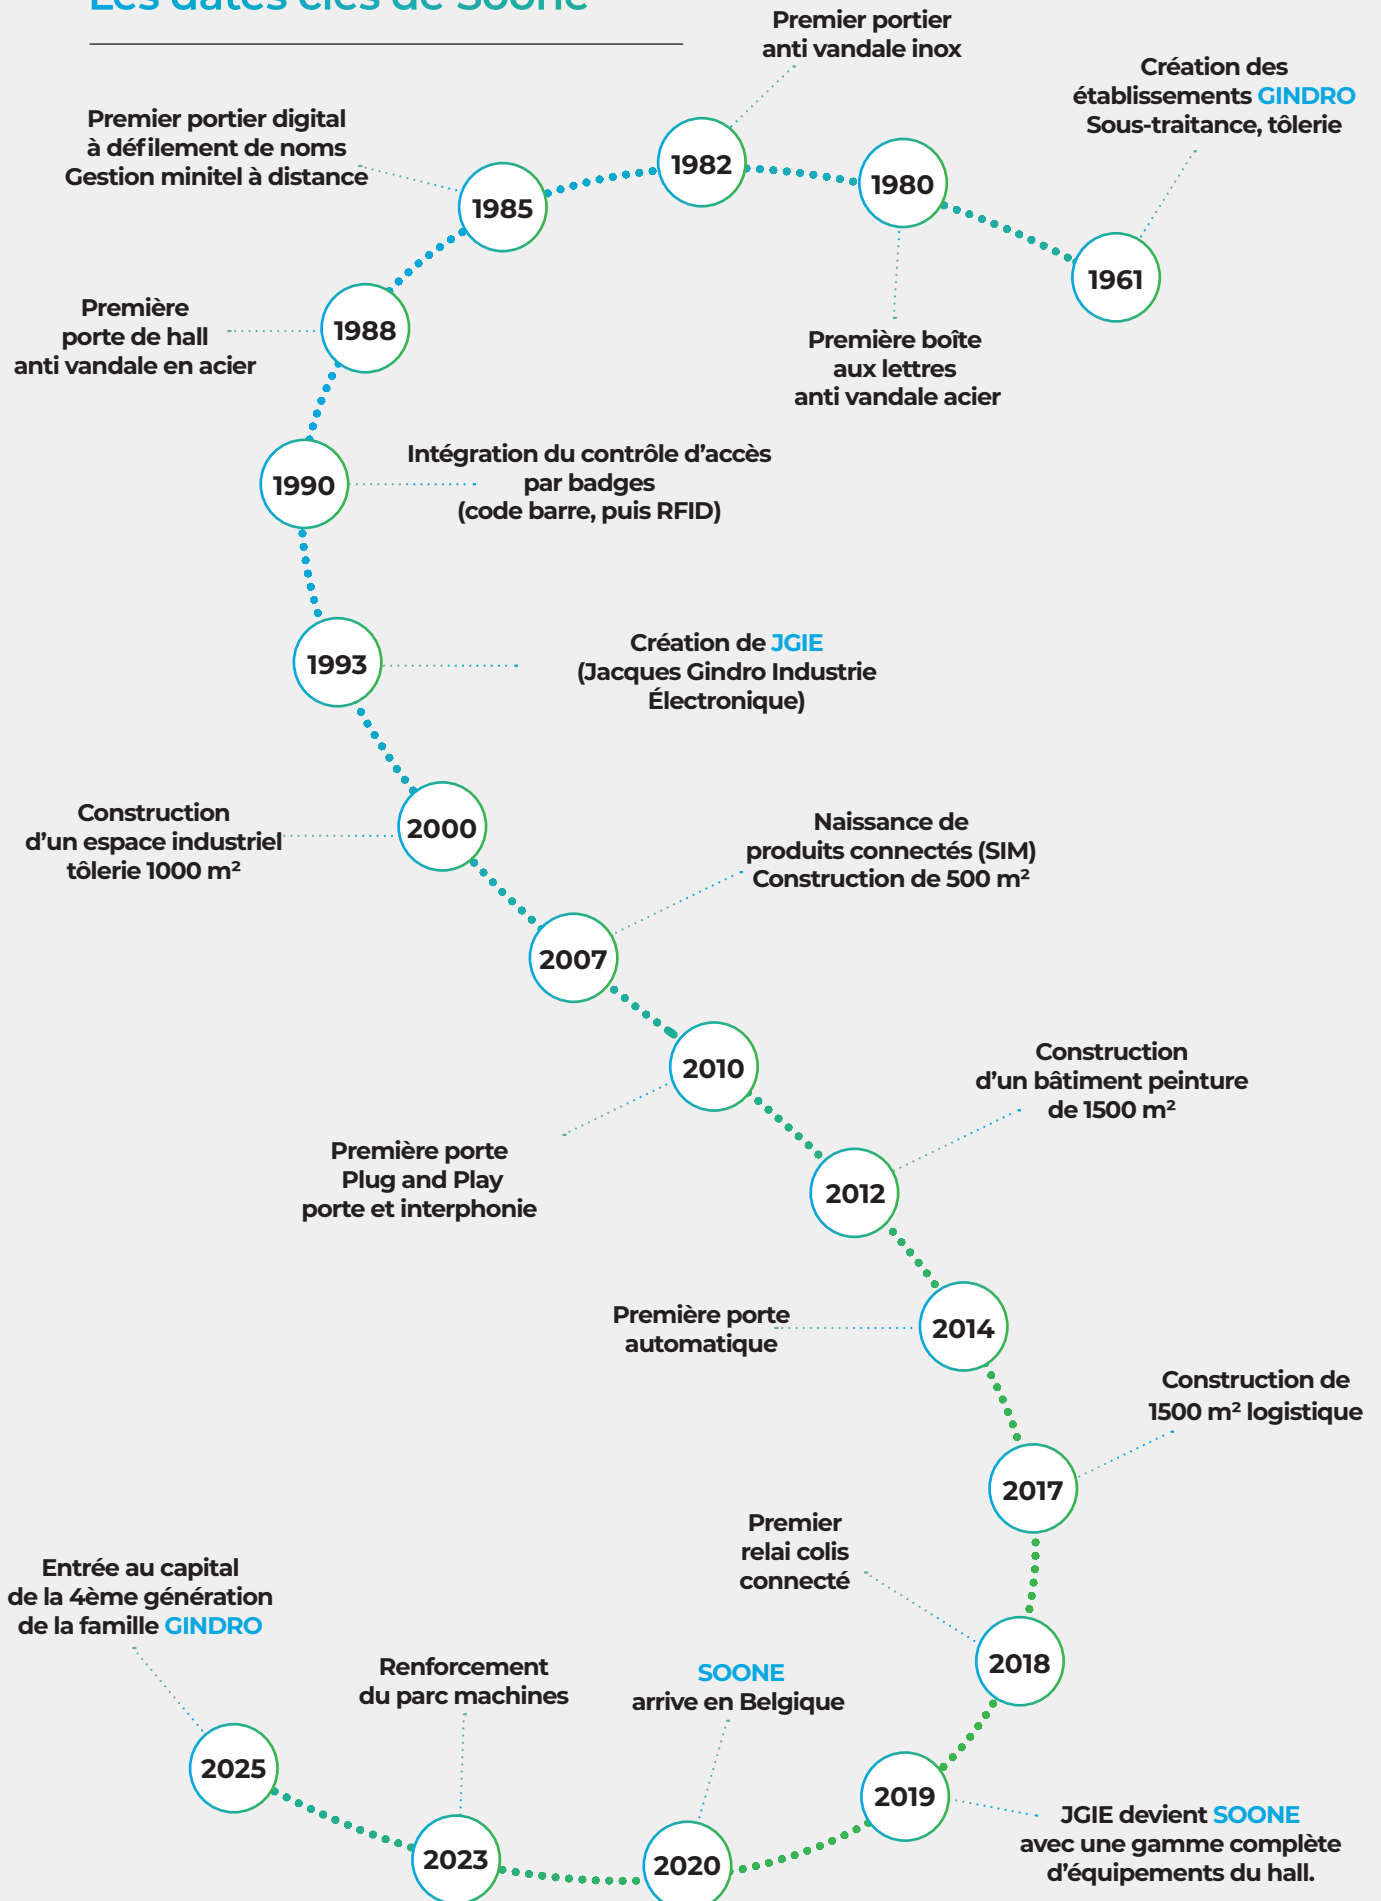 Les dates clés de Soone
Création des
établissements GINDRO
Sous-traitance, tôlerie
1961
1980
Première boîte
aux lettres
anti vandale acier
Premier portier
anti vandale inox
1982
Premier portier digital
à défilement de noms
Gestion minitel à distance
1985
Première
porte de hall
anti vandale en acier
1988
1990
Intégration du contrôle d’accès
par badges
(code barre, puis RFID)
1993
Création de JGIE
(Jacques Gindro Industrie
Électronique)
Construction
d’un espace industriel
tôlerie 1000 m²
2000
Naissance de
produits connectés (SIM)
Construction de 500 m²
2007
2010
Première porte
Plug and Play
porte et interphonie
Construction
d’un bâtiment peinture
de 1500 m²
2012
Première porte
automatique
2014
Construction de
1500 m² logistique
2017
Premier
relai colis
connecté
2018
2019
JGIE devient SOONE
avec une gamme complète
d’équipements du hall.
SOONE
arrive en Belgique
2020
Renforcement
du parc machines
2023
Entrée au capital
de la 4ème génération
de la famille GINDRO
2025